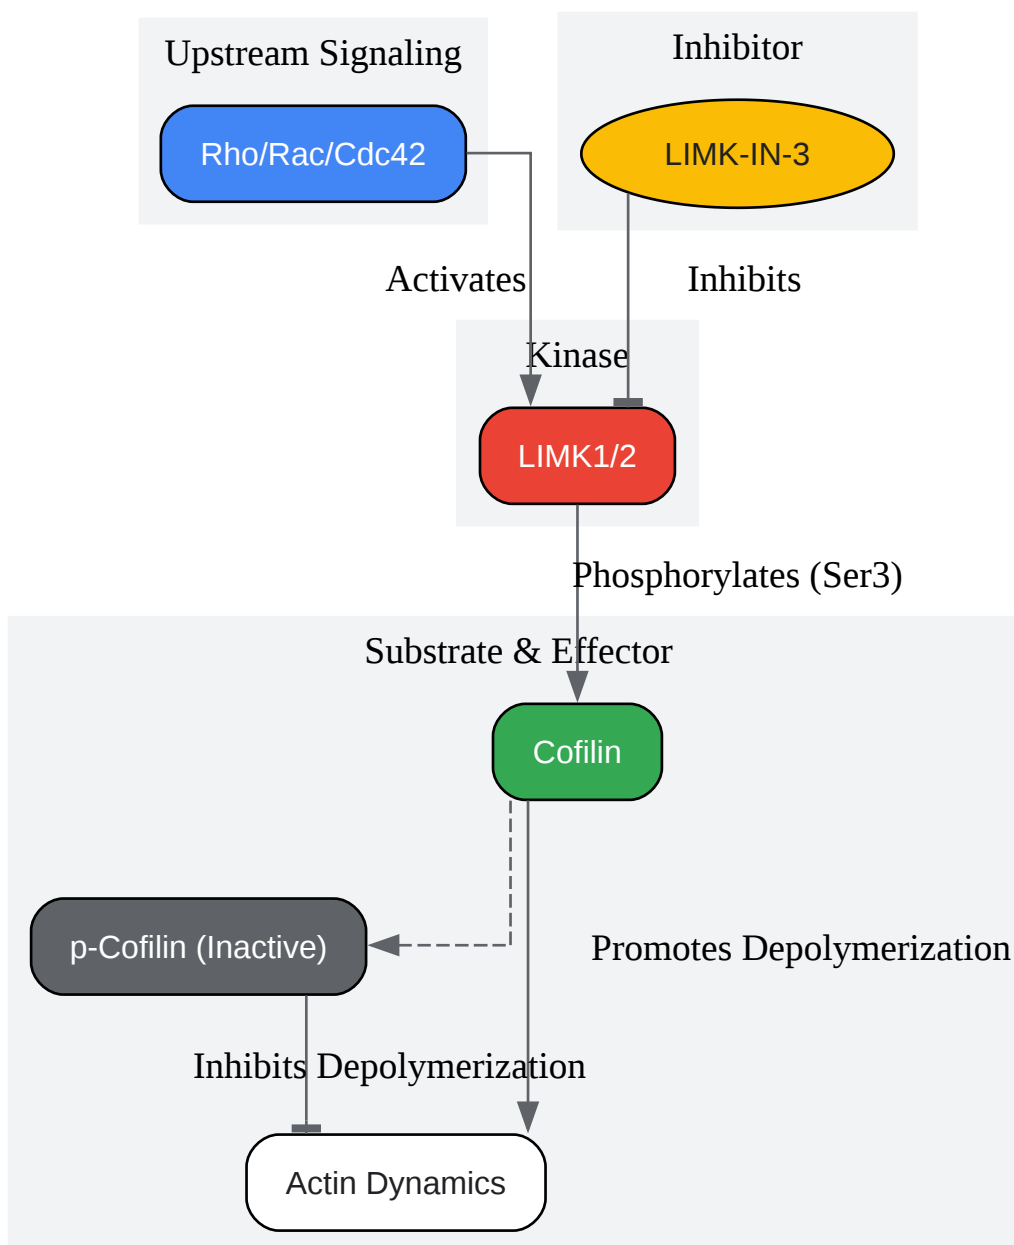 Upstream Signaling
Inhibitor
Rho/Rac/Cdc42
LIMK-IN-3
Activates
Inhibits
Kinase
LIMK1/2
Phosphorylates (Ser3)
Substrate & Effector
Cofilin
p-Cofilin (Inactive)
Promotes Depolymerization
Inhibits Depolymerization
Actin Dynamics